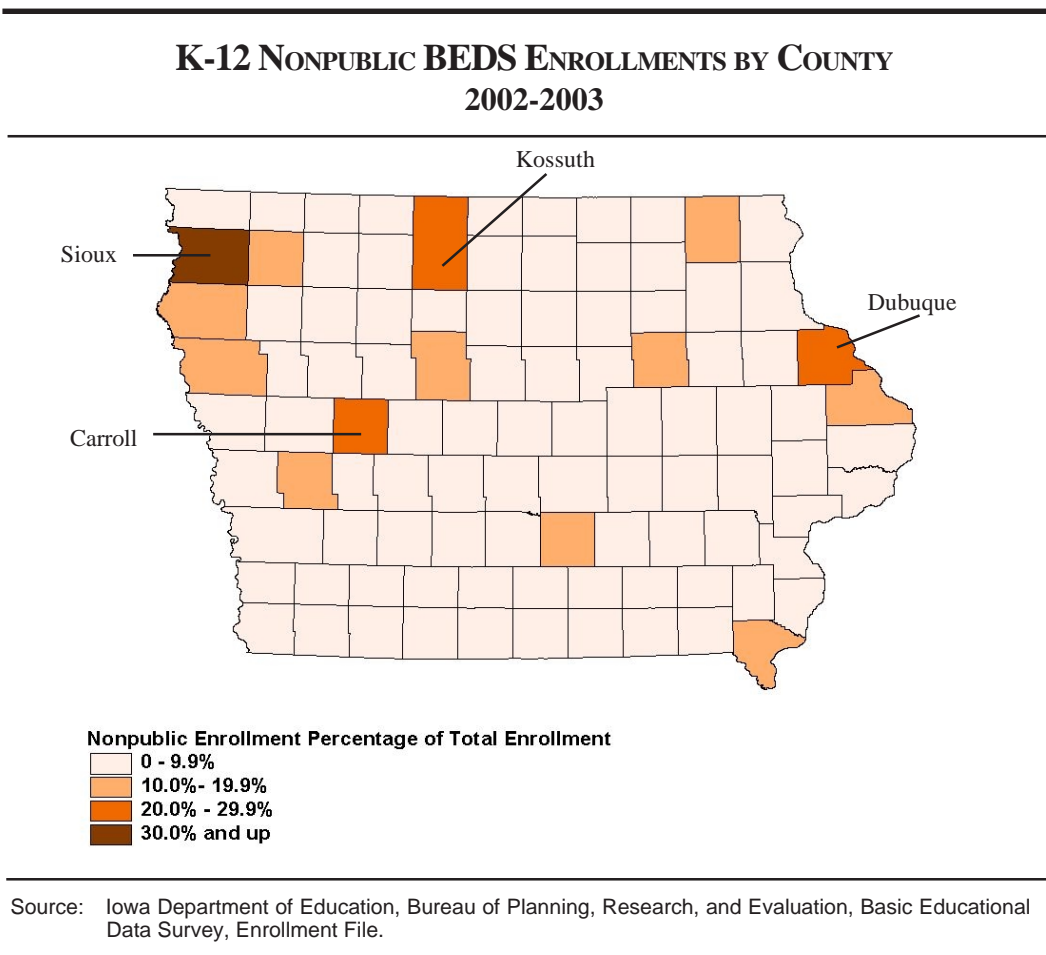 K-12 NONPUBLIC BEDS ENROLLMENTS BY COUNTY
2002-2003
Kossuth
Sioux
Dubuque
Carroll
Nonpublic Enrollment Percentage of Total Enrollment
0 - 9.9%
10.0%- 19.9%
20.0% - 29.9%
30.0% and up
Source: Iowa Department of Education, Bureau of Planning, Research, and Evaluation, Basic Educational
Data Survey, Enrollment File.